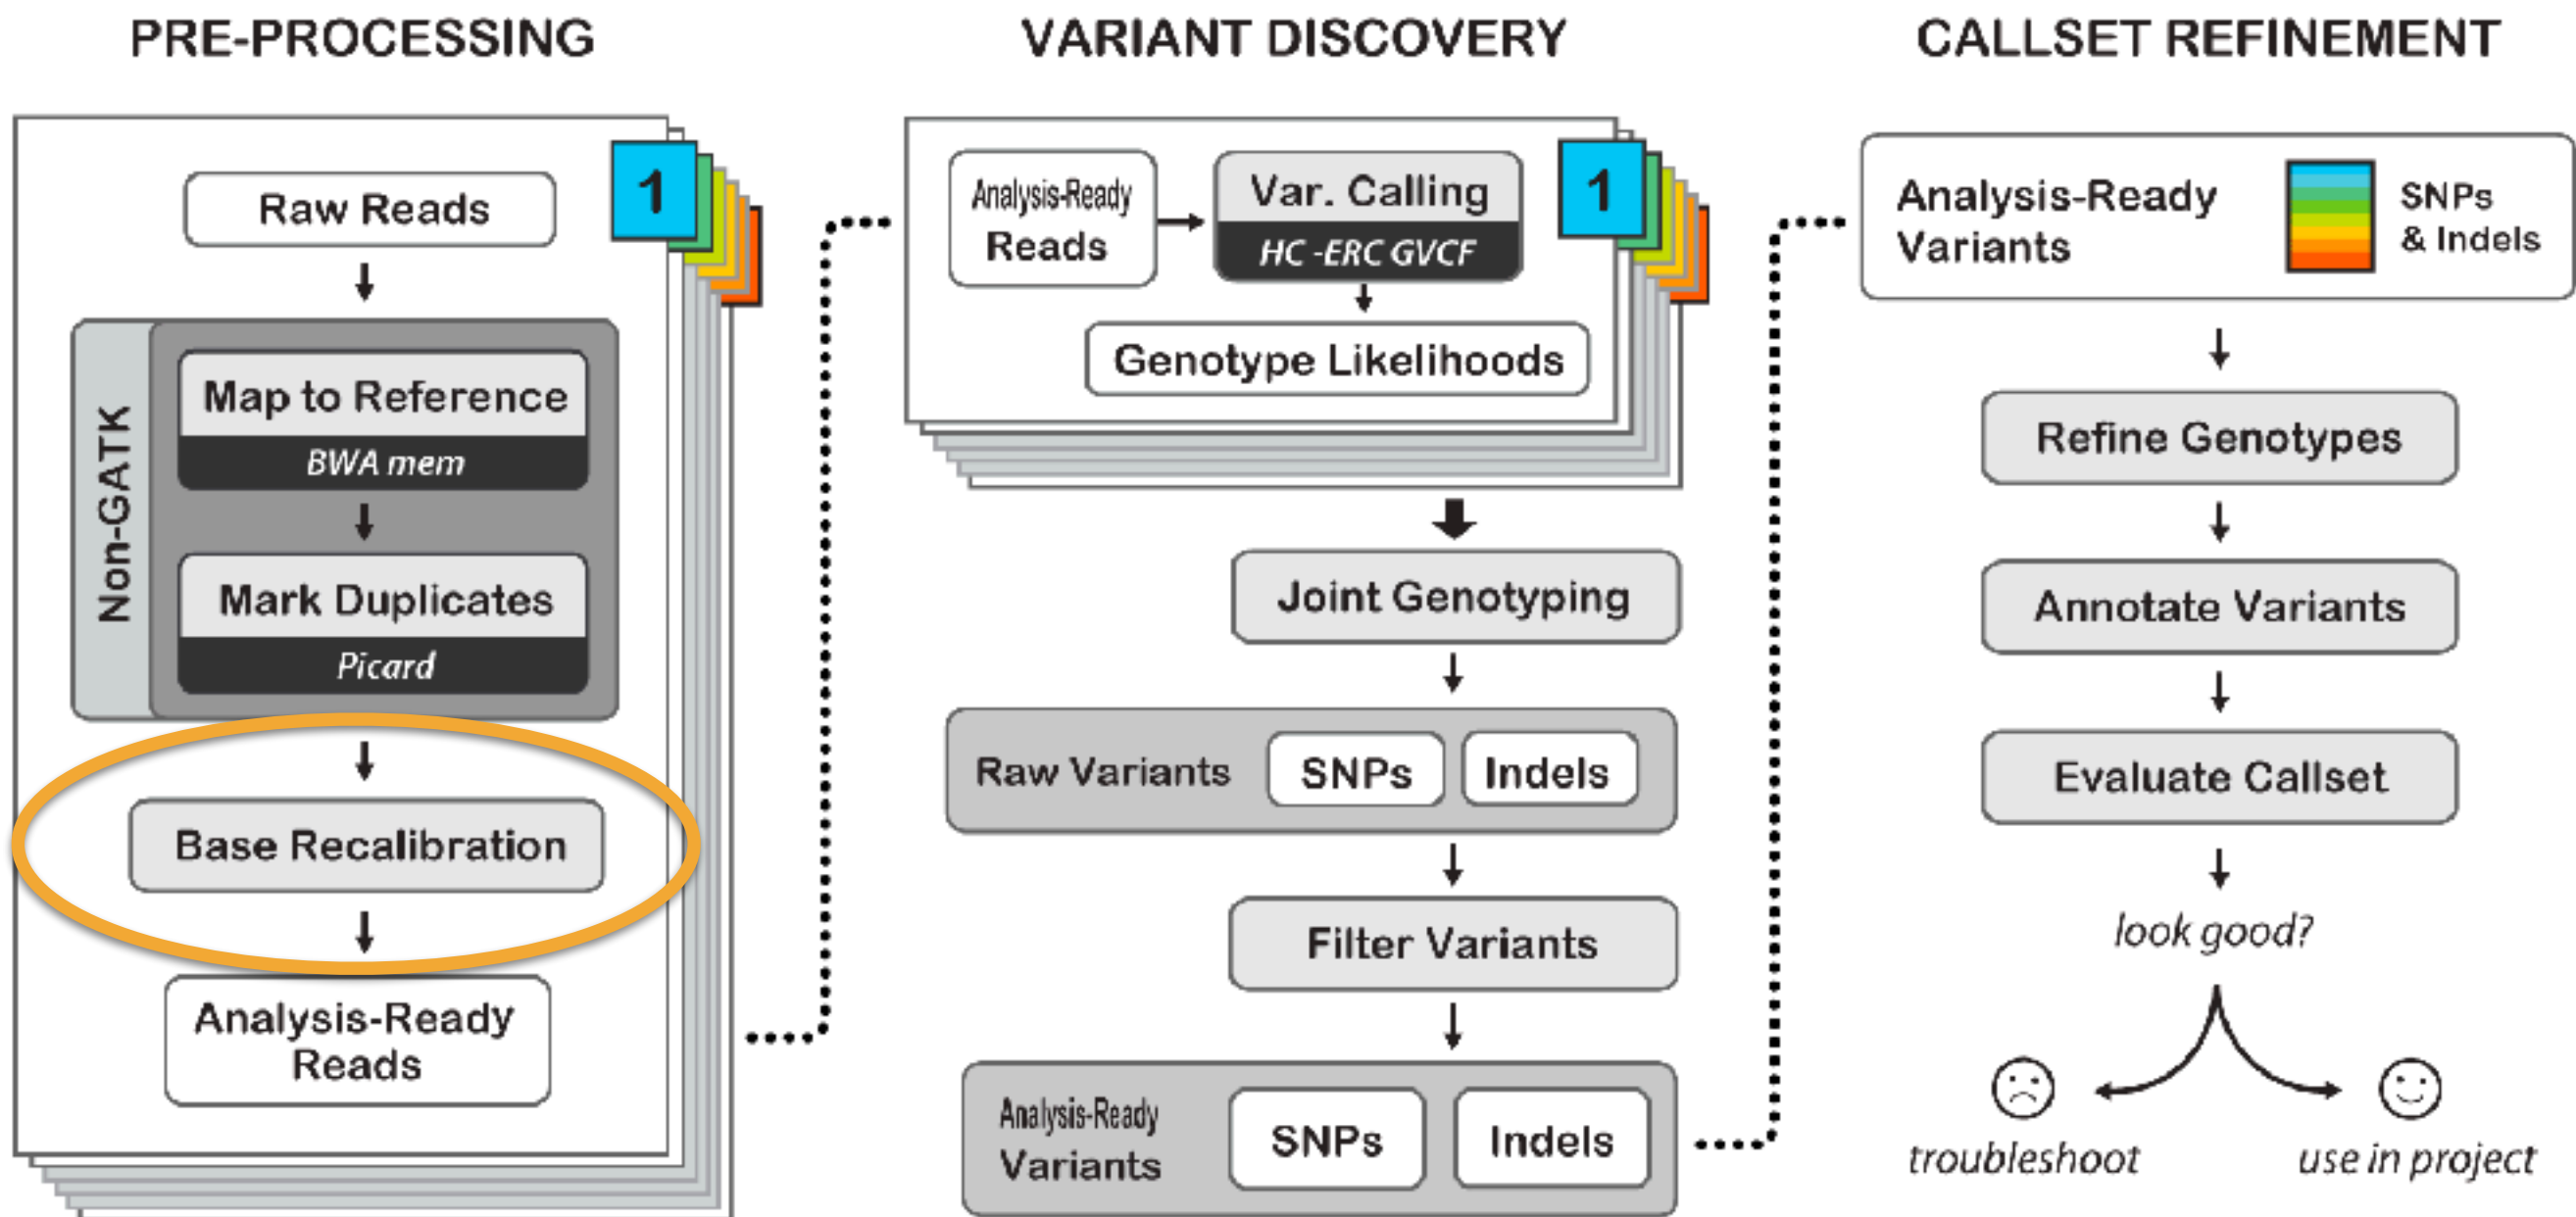 PRE-PROCESSING
Raw Reads
1
Non-GATK
Map to Reference
BWA mem
Mark Duplicates
Picard
Base Recalibration
Analysis-Ready
Reads
VARIANT DISCOVERY
Analysis-Ready
Reads
Var. Calling
HC -ERC GVCF
1
Genotype Likelihoods
Joint Genotyping
Raw Variants
SNPs
Indels
Filter Variants
Analysis-Ready
Variants
SNPs
Indels
CALLSET REFINEMENT
Analysis-Ready
Variants
SNPs
& Indels
Refine Genotypes
Annotate Variants
Evaluate Callset
look good?
troubleshoot
use in project